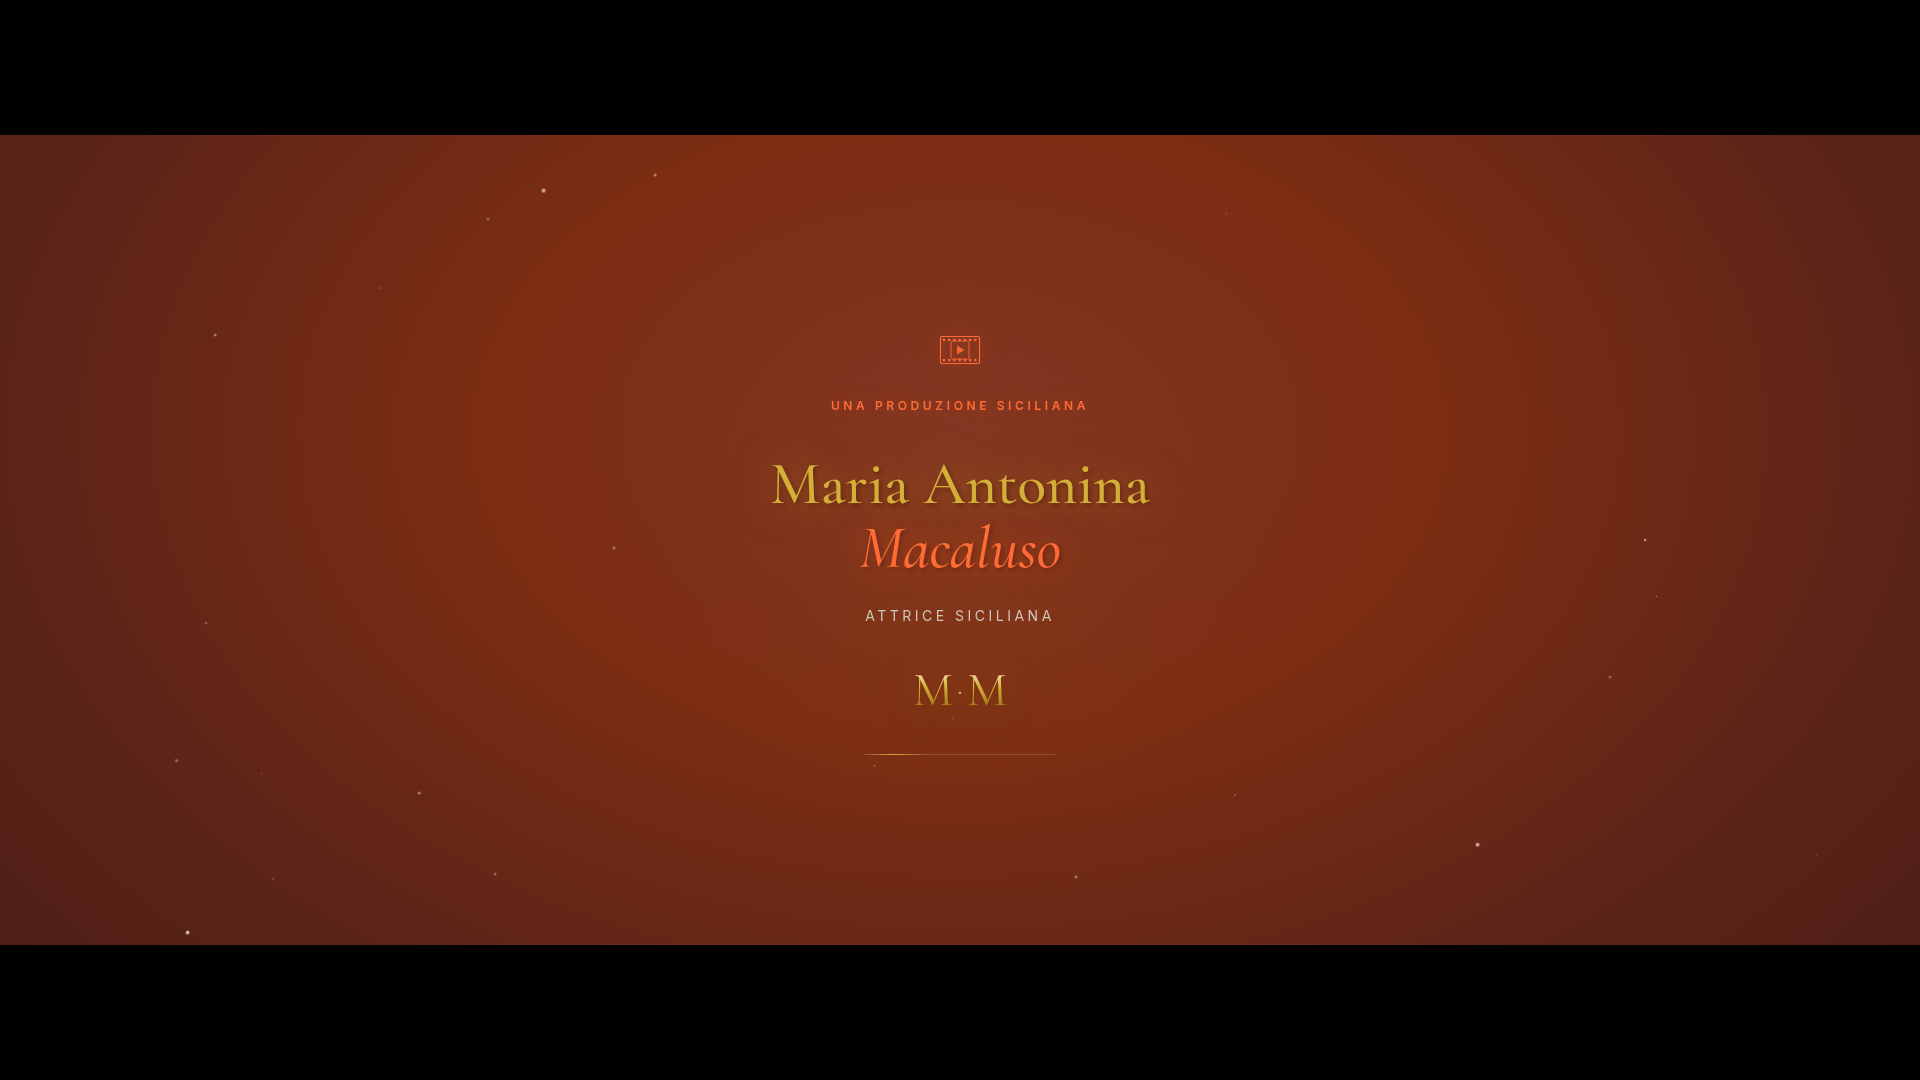 UNA PRODUZIONE SICILIANA
Maria Antonina
Macaluso
ATTRICE SICILIANA
M·M